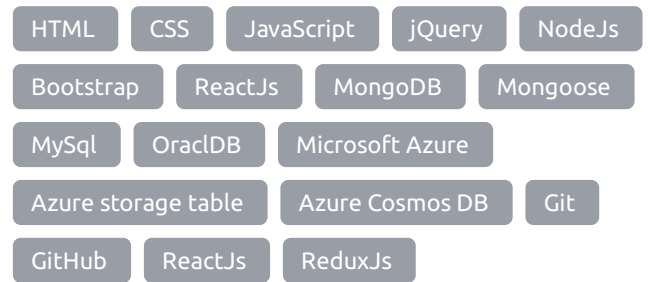 HTML CSS JavaScript jQuery NodeJs
Bootstrap ReactJs MongoDB Mongoose
MySql OraclDB Microsoft Azure
Azure storage table Azure Cosmos DB Git
GitHub ReactJs ReduxJs